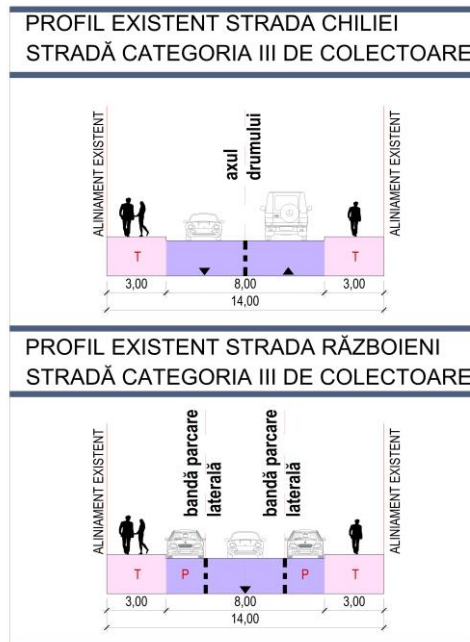 PROFIL EXISTENT STRADA CHILIEI
STRADĂ CATEGORIA III DE COLECTOARE
ALINIAMENT EXISTENT
axul
drumului
ALINIAMENT EXISTENT
T
T
3,00
8,00
3,00
14,00
PROFIL EXISTENT STRADA RĂZBOIENI
STRADĂ CATEGORIA III DE COLECTOARE
ALINIAMENT EXISTENT
bandă parcare
laterală
bandă parcare
laterală
ALINIAMENT EXISTENT
T
P
P
T
3,00
8,00
3,00
14,00